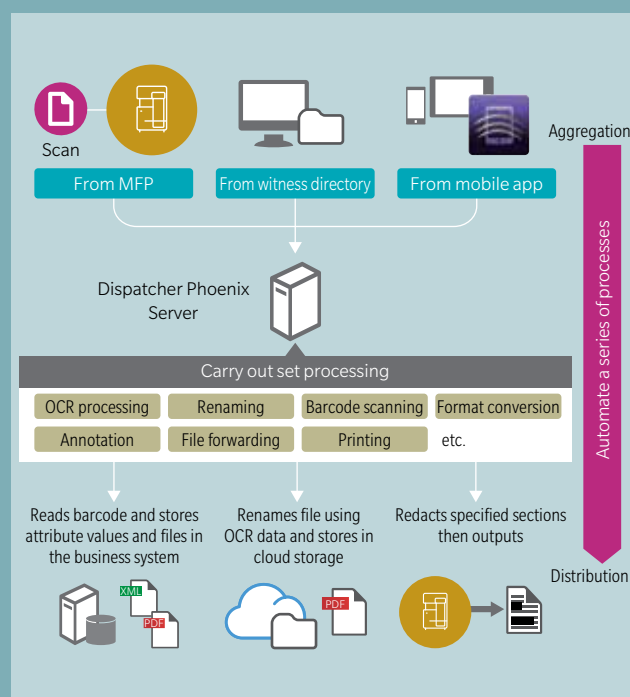 Scan
Aggregation
From MFP
From witness directory
From mobile app
Automate a series of processes
Dispatcher Phoenix
Server
Carry out set processing
OCR processing
Renaming
Barcode scanning
Format conversion
Annotation
File forwarding
Printing
etc.
Reads barcode and stores
attribute values and files in
the business system
Renames file using
OCR data and stores in
cloud storage
Redacts specified sections
then outputs
Distribution
XML
PDF
PDF